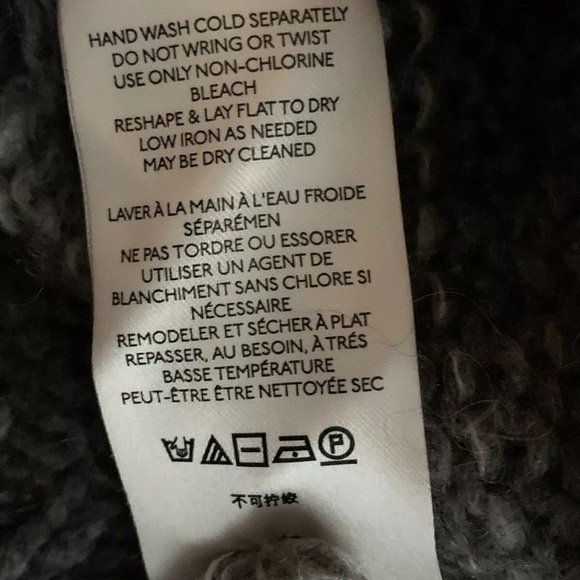 HAND WASH COLD SEPARATELY
DO NOT WRING OR TWIST
USE ONLY NON-CHLORINE
BLEACH
RESHAPE & LAY FLAT TO DRY
LOW IRON AS NEEDED
MAY BE DRY CLEANED
LAVER À LA MAIN À L'EAU FROIDE
SÉPARÉMEN
NE PAS TORDRE OU ESSORER
UTILISER UN AGENT DE
BLANCHIMENT SANS CHLORE SI
NÉCESSAIRE
REMODELER ET SÉCHER À PLAT
REPASSER, AU BESOIN, À TRÉS
BASSE TEMPÉRATURE
PEUT-ÊTRE ÊTRE NETTOYÉE SEC
P
不可拧绞